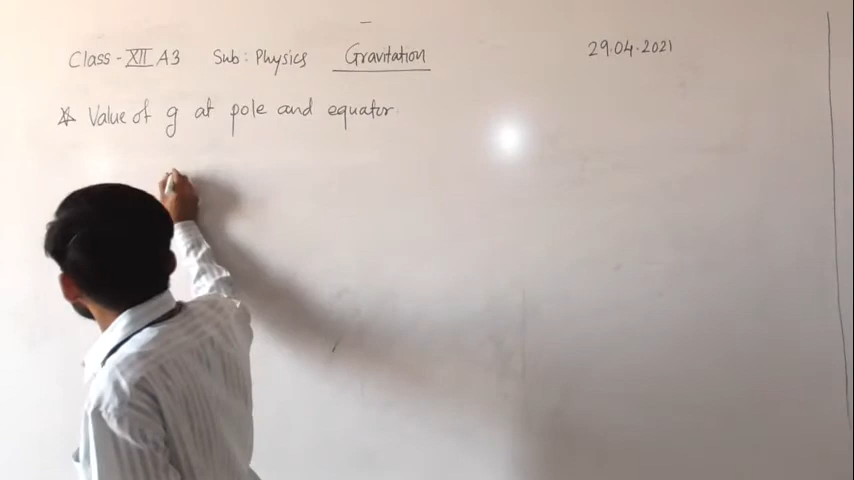 Class - XII A3 Sub : Physics Gravitation 29.04.2021
Value of g at pole and equator.